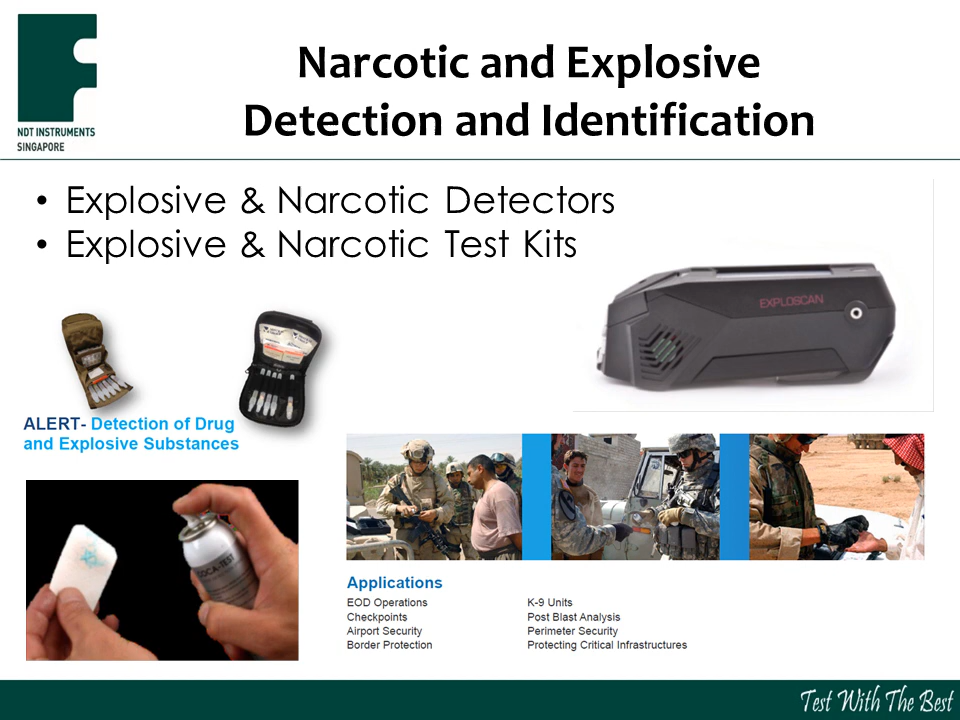 NDT INSTRUMENTS
SINGAPORE
Narcotic and Explosive
Detection and Identification
• Explosive & Narcotic Detectors
• Explosive & Narcotic Test Kits
EXPLOSCAN
ALERT- Detection of Drug
and Explosive Substances
OCA-TEST
Applications
EOD Operations
Checkpoints
Airport Security
Border Protection
K-9 Units
Post Blast Analysis
Perimeter Security
Protecting Critical Infrastructures
Test With The Best